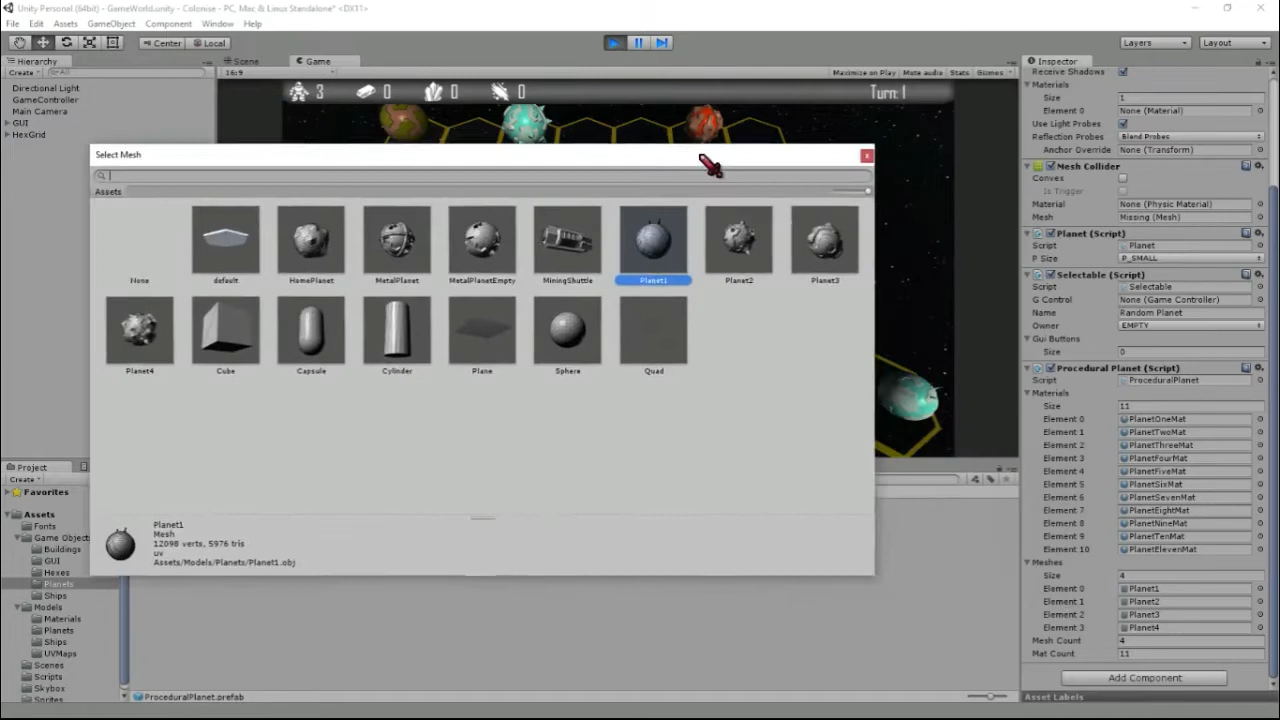 Unity Personal (64bit) - GameWorld.unity - Colonise - PC, Mac & Linux Standalone* <DX11>
File Edit Assets GameObject Component Window Help
Center Local Layers Layout
Hierarchy Scene Game Inspector
Create All 16:9 Maximize on Play Mute audio Stats Gizmos
Receive Shadows
Directional Light
GameController
Main Camera
GUI
HexGrid
3 0 0 0 Turn: 1
Select Mesh
Assets
None default HomePlanet MetalPlanet MetalPlanetEmpty MiningShuttle Planet1 Planet2 Planet3
Planet4 Cube Capsule Cylinder Plane Sphere Quad
Planet1
Mesh
12098 verts, 5976 tris
uv
Assets/Models/Planets/Planet1.obj
Materials
Size 1
Element 0 None (Material)
Use Light Probes
Reflection Probes Blend Probes
Anchor Override None (Transform)
Mesh Collider
Convex
Is Trigger
Material None (Physic Material)
Mesh Missing (Mesh)
Planet (Script)
Script Planet
P Size P_SMALL
Selectable (Script)
Script Selectable
G Control None (Game Controller)
Name Random Planet
Owner EMPTY
Gui Buttons
Size 0
Procedural Planet (Script)
Script ProceduralPlanet
Materials
Size 11
Element 0 PlanetOneMat
Element 1 PlanetTwoMat
Element 2 PlanetThreeMat
Element 3 PlanetFourMat
Element 4 PlanetFiveMat
Element 5 PlanetSixMat
Element 6 PlanetSevenMat
Element 7 PlanetEightMat
Element 8 PlanetNineMat
Element 9 PlanetTenMat
Element 10 PlanetElevenMat
Meshes
Size 4
Element 0 Planet1
Element 1 Planet2
Element 2 Planet3
Element 3 Planet4
Mesh Count 4
Mat Count 11
Add Component
Asset Labels
Project
Create
Favorites
Assets
Fonts
Game Objects
Buildings
GUI
Hexes
Planets
Ships
Models
Materials
Planets
Ships
UVMaps
Scenes
Scripts
Skybox
Sprites
ProceduralPlanet.prefab